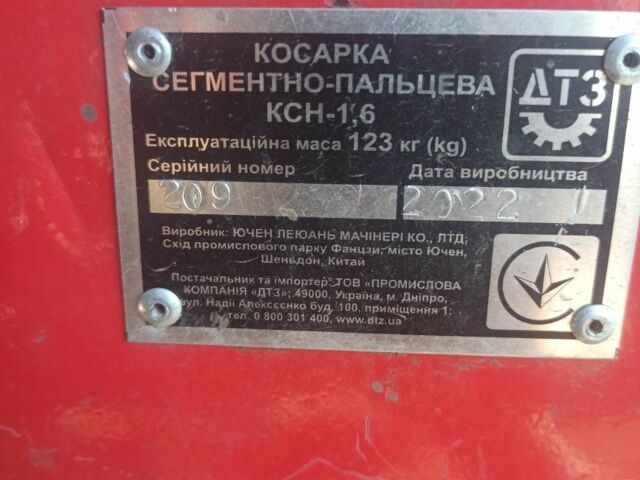 КОСАРКА
СЕГМЕНТНО-ПАЛЬЦЕВА
КСН-1,6
ДТЗ
Експлуатаційна маса 123 кг (kg)
Серійний номер Дата виробництва
209 2022
Виробник: ЮЧЕН ЛЕЮАНЬ МАЧІНЕРІ КО., ЛТД;
Схід промислового парку Фанцзи, місто Ючен,
Шеньдон, Китай
Постачальник та імпортер: ТОВ «ПРОМИСЛОВА
КОМПАНІЯ «ДТЗ»; 49000, Україна, м. Дніпро,
вул. Надії Алексєєнко буд. 100, приміщення 1;
тел. 0 800 301 400, www.dtz.ua